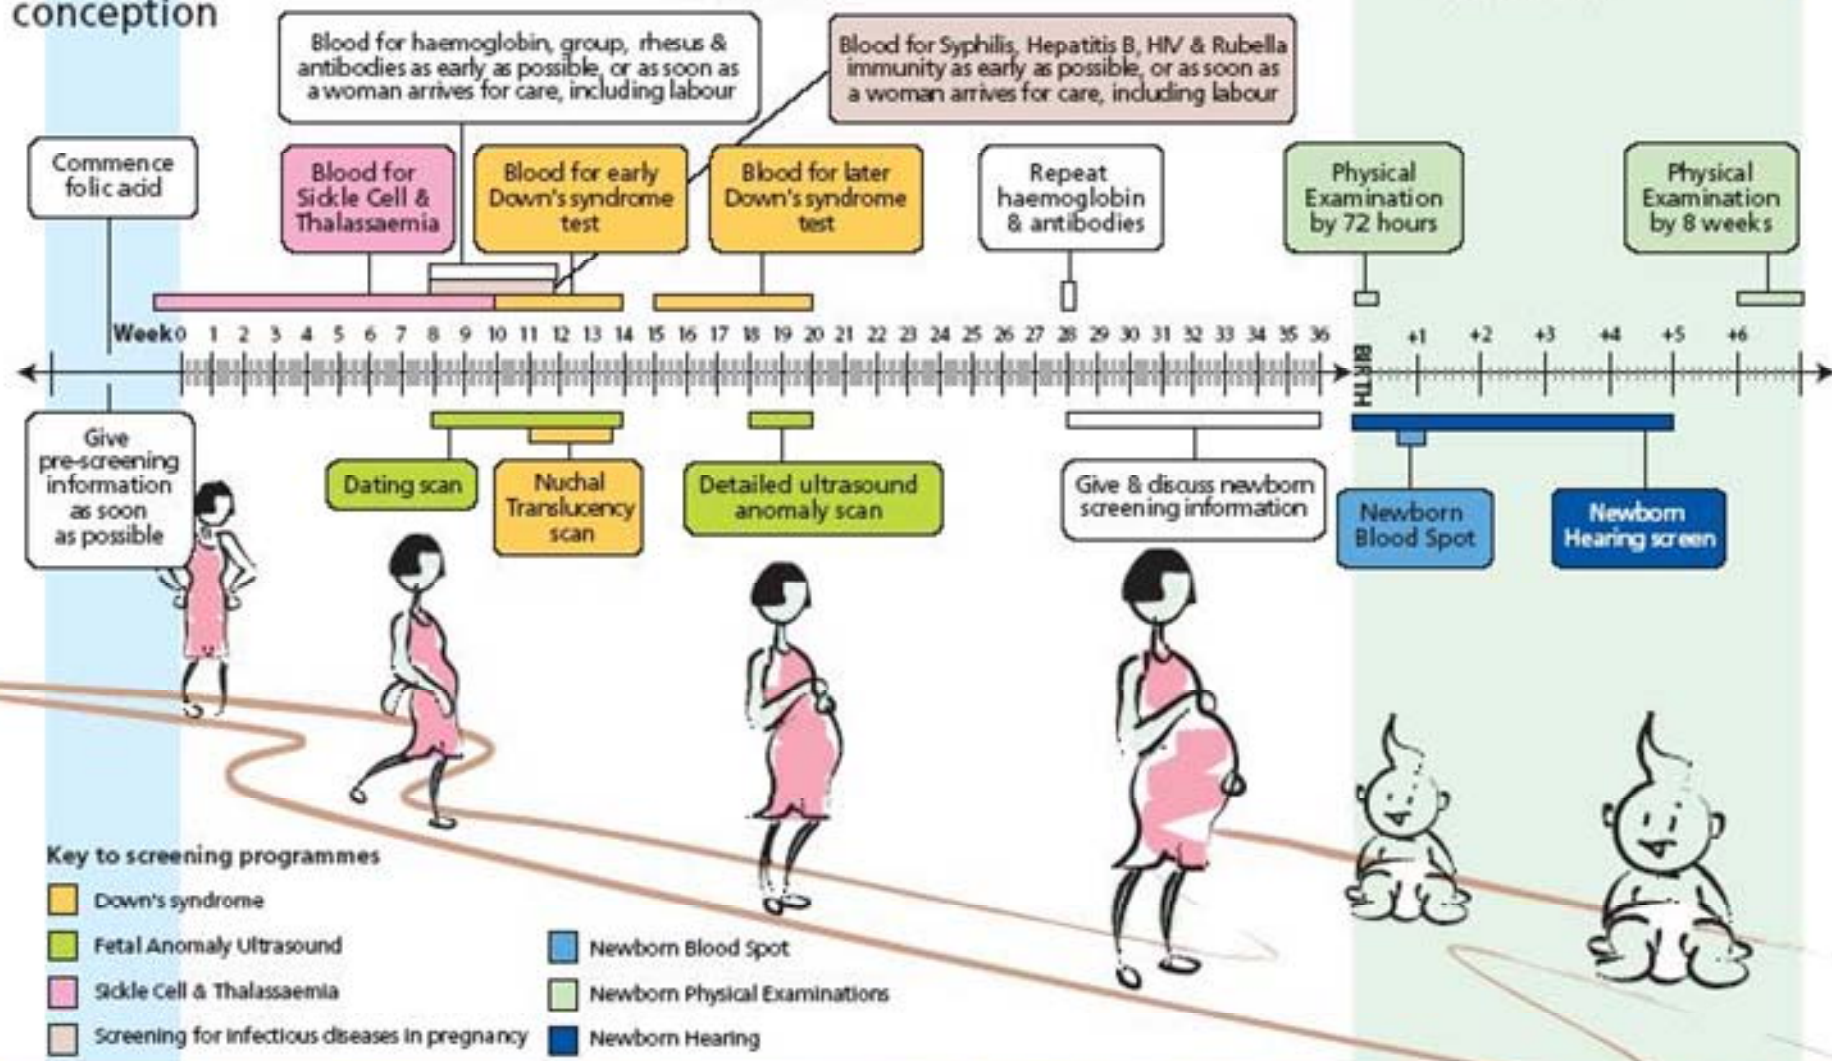 conception
Blood for haemoglobin, group, rhesus &
antibodies as early as possible, or as soon as
a woman arrives for care, including labour
Blood for Syphilis, Hepatitis B, HIV & Rubella
immunity as early as possible, or as soon as
a woman arrives for care, including labour
Commence
folic acid
Blood for
Sickle Cell &
Thalassaemia
Blood for early
Down's syndrome
test
Blood for later
Down's syndrome
test
Repeat
haemoglobin
& antibodies
Physical
Examination
by 72 hours
Physical
Examination
by 8 weeks
Week 0 1 2 3 4 5 6 7 8 9 10 11 12 13 14 15 16 17 18 19 20 21 22 23 24 25 26 27 28 29 30 31 32 33 34 35 36
BIRTH
+1 +2 +3 +4 +5 +6
Give
pre-screening
information
as soon
as possible
Dating scan
Nuchal
Translucency
scan
Detailed ultrasound
anomaly scan
Give & discuss newborn
screening information
Newborn
Blood Spot
Newborn
Hearing screen
Key to screening programmes
Down's syndrome
Fetal Anomaly Ultrasound
Sickle Cell & Thalassaemia
Screening for infectious diseases in pregnancy
Newborn Blood Spot
Newborn Physical Examinations
Newborn Hearing